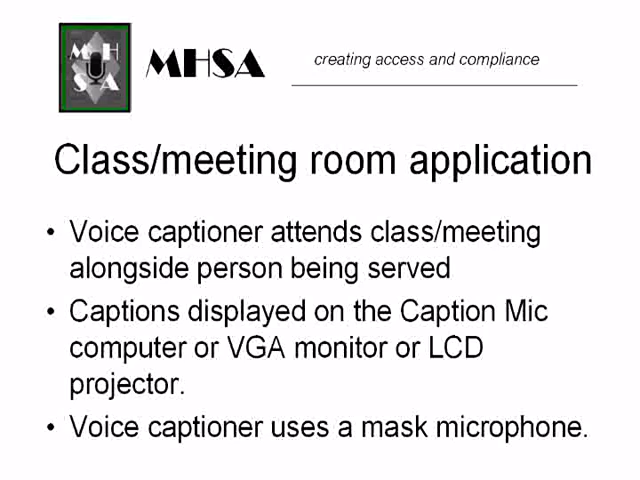 M H
S A
MHSA
creating access and compliance
Class/meeting room application
• Voice captioner attends class/meeting
alongside person being served
• Captions displayed on the Caption Mic
computer or VGA monitor or LCD
projector.
• Voice captioner uses a mask microphone.